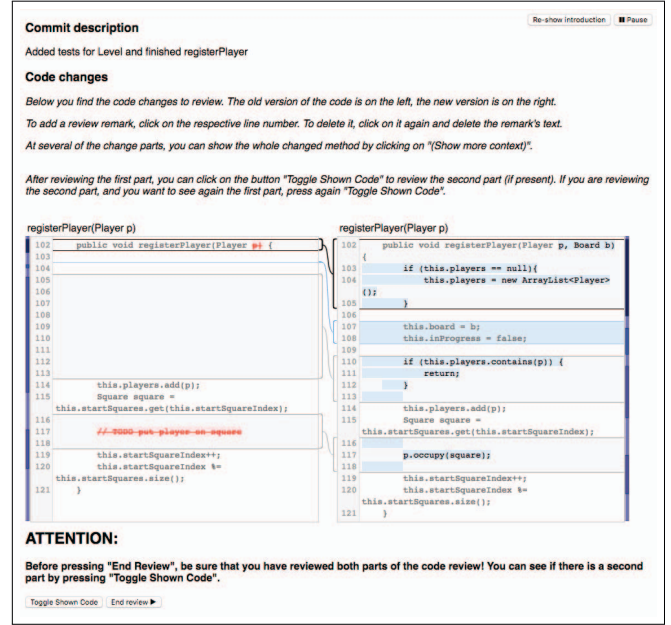 Commit description
Re-show introduction
Pause
Added tests for Level and finished registerPlayer
Code changes
Below you find the code changes to review. The old version of the code is on the left, the new version is on the right.
To add a review remark, click on the respective line number. To delete it, click on it again and delete the remark's text.
At several of the change parts, you can show the whole changed method by clicking on "(Show more context)".
After reviewing the first part, you can click on the button "Toggle Shown Code" to review the second part (if present). If you are reviewing
the second part, and you want to see again the first part, press again "Toggle Shown Code".
registerPlayer(Player p)
102 public void registerPlayer(Player p) {
103
104
105
106
107
108
109
110
111
112
113
114 this.players.add(p);
115 Square square =
this.startSquares.get(this.startSquareIndex);
116
117 // TODO put player on square
118
119 this.startSquareIndex++;
120 this.startSquareIndex %=
this.startSquares.size();
121 }
registerPlayer(Player p)
102 public void registerPlayer(Player p, Board b)
{
103 if (this.players == null){
104 this.players = new ArrayList<Player>
();
105 }
106
107 this.board = b;
108 this.inProgress = false;
109
110 if (this.players.contains(p)) {
111 return;
112 }
113
114 this.players.add(p);
115 Square square =
this.startSquares.get(this.startSquareIndex);
116
117 p.occupy(square);
118
119 this.startSquareIndex++;
120 this.startSquareIndex %=
this.startSquares.size();
121 }
ATTENTION:
Before pressing "End Review", be sure that you have reviewed both parts of the code review! You can see if there is a second
part by pressing "Toggle Shown Code".
Toggle Shown Code
End review